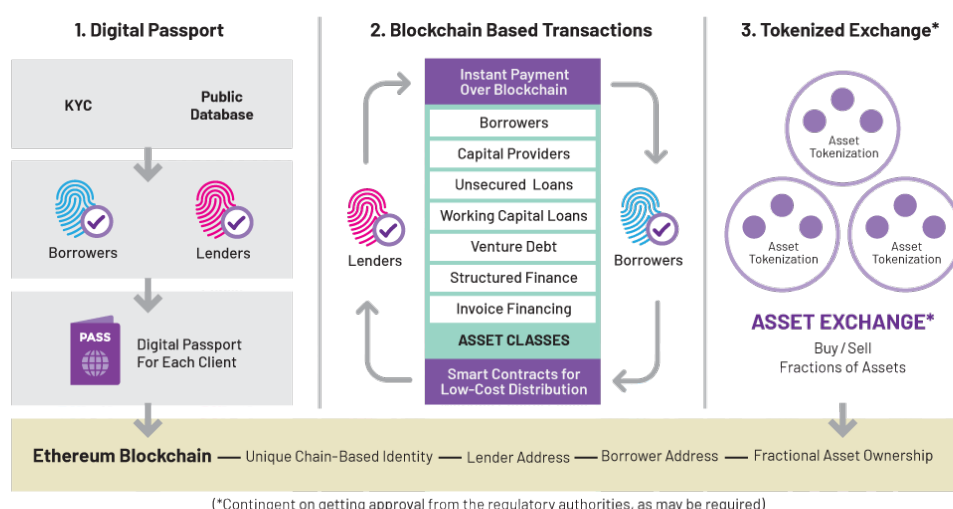 1. Digital Passport
KYC
Public
Database
Borrowers
Lenders
PASS
Digital Passport
For Each Client
2. Blockchain Based Transactions
Instant Payment
Over Blockchain
Borrowers
Capital Providers
Unsecured Loans
Working Capital Loans
Venture Debt
Structured Finance
Invoice Financing
ASSET CLASSES
Smart Contracts for
Low-Cost Distribution
Lenders
Borrowers
3. Tokenized Exchange*
Asset
Tokenization
Asset
Tokenization
Asset
Tokenization
ASSET EXCHANGE*
Buy / Sell
Fractions of Assets
Ethereum Blockchain — Unique Chain-Based Identity — Lender Address — Borrower Address — Fractional Asset Ownership
(*Contingent on getting approval from the regulatory authorities, as may be required)